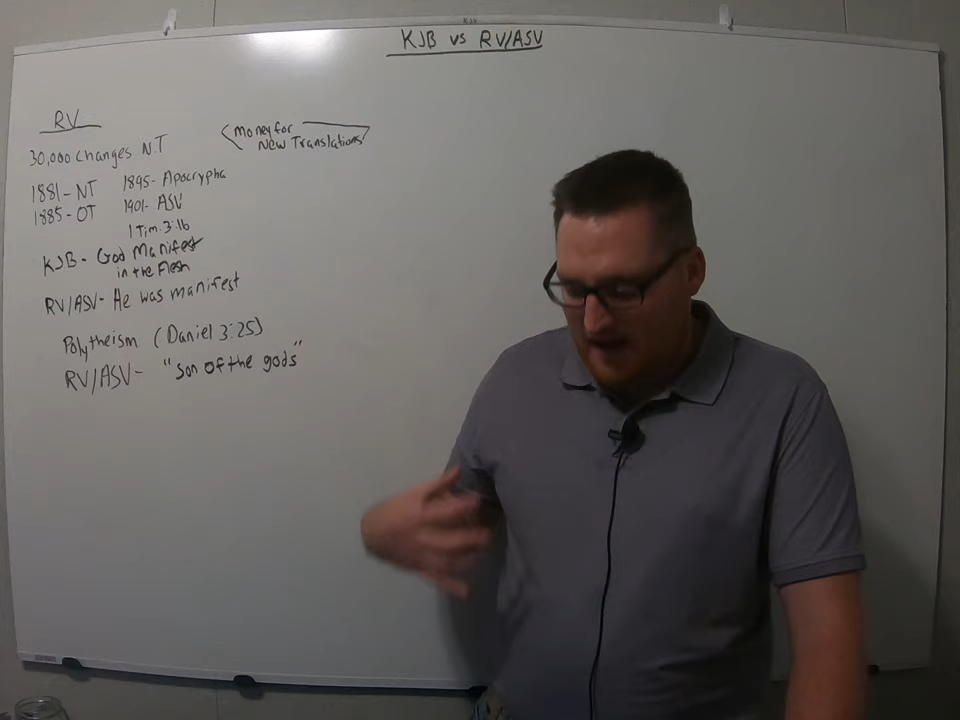 KJB vs RV/ASV
RV
30,000 changes N.T
Money for
New Translations
1881- NT 1895- Apocrypha
1885- OT 1901- ASV
1 Tim. 3:16
KJB- God Manifest
in the Flesh
RV/ASV- He was manifest
Polytheism (Daniel 3:25)
RV/ASV- "son of the gods"